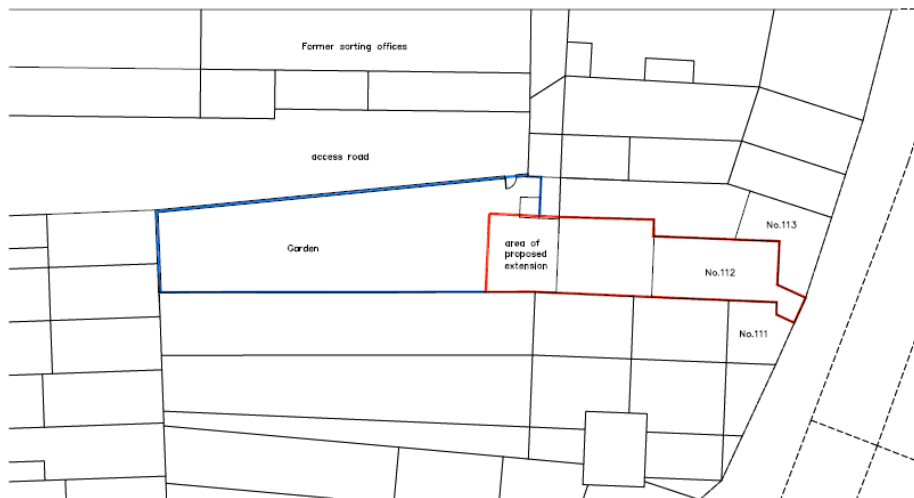 Former sorting offices
access road
No.113
Garden
area of
proposed
extension
No.112
No.111